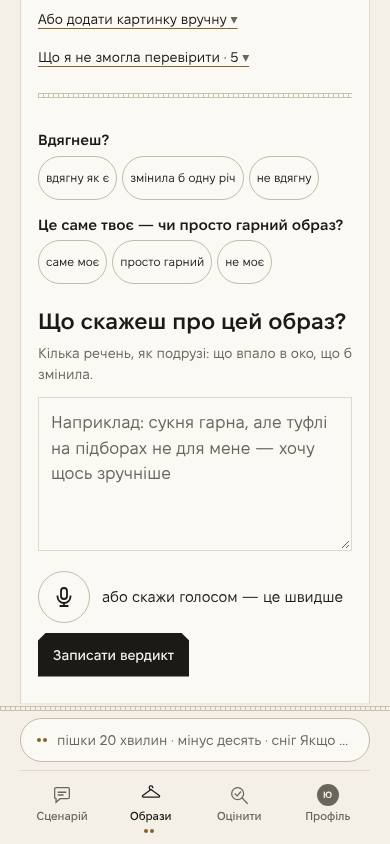 Або додати картинку вручну ▾
Що я не змогла перевірити · 5 ▾
Вдягнеш?
вдягну як є
змінила б одну річ
не вдягну
Це саме твоє — чи просто гарний образ?
саме моє
просто гарний
не моє
Що скажеш про цей образ?
Кілька речень, як подрузі: що впало в око, що б
змінила.
Наприклад: сукня гарна, але туфлі
на підборах не для мене — хочу
щось зручніше
або скажи голосом — це швидше
Записати вердикт
пішки 20 хвилин · мінус десять · сніг Якщо ...
Сценарій
Образи
Оцінити
Ю
Профіль